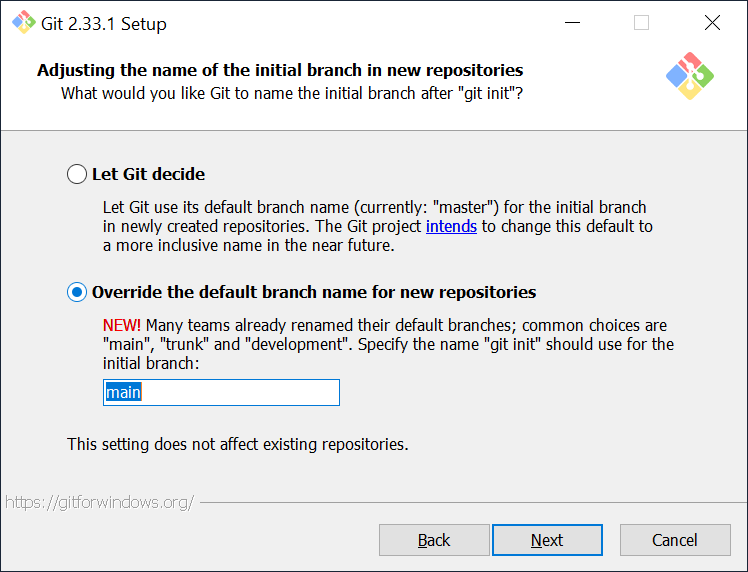 Git 2.33.1 Setup
Adjusting the name of the initial branch in new repositories
What would you like Git to name the initial branch after "git init"?
Let Git decide
Let Git use its default branch name (currently: "master") for the initial branch
in newly created repositories. The Git project intends to change this default to
a more inclusive name in the near future.
Override the default branch name for new repositories
NEW! Many teams already renamed their default branches; common choices are
"main", "trunk" and "development". Specify the name "git init" should use for the
initial branch:
main
This setting does not affect existing repositories.
https://gitforwindows.org/
Back Next Cancel